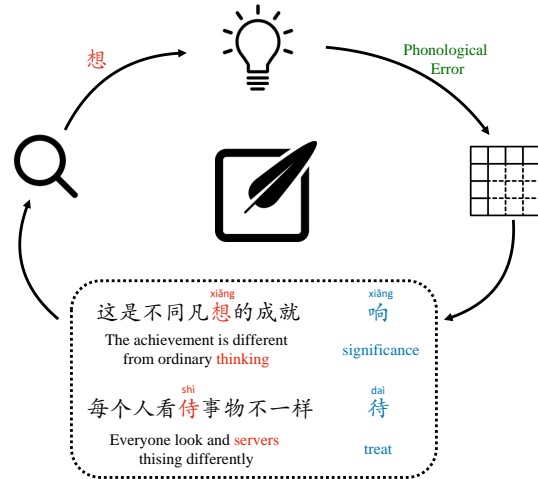 想
Phonological
Error
xiǎng xiǎng
这是不同凡想的成就 响
The achievement is different
from ordinary thinking
significance
shì dài
每个人看侍事物不一样 待
Everyone look and servers
thising differently
treat